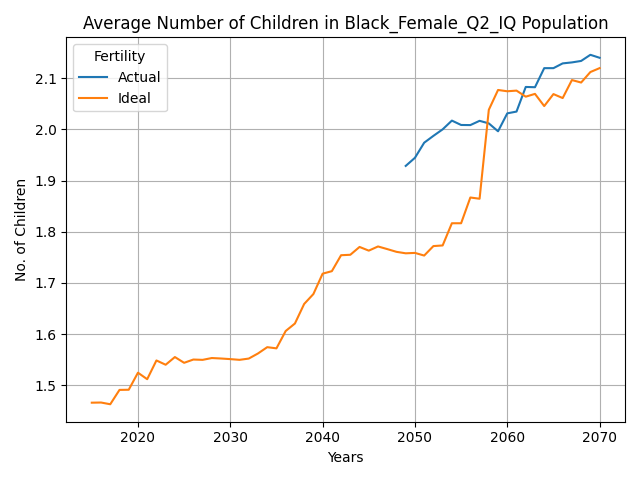 Average Number of Children in Black_Female_Q2_IQ Population
Fertility
Actual
Ideal
No. of Children
2.1
2.0
1.9
1.8
1.7
1.6
1.5
2020 2030 2040 2050 2060 2070
Years